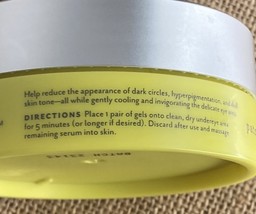 Help reduce the appearance of dark circles, hyperpigmentation, and dull
skin tone—all while gently cooling and invigorating the delicate eye
DIRECTIONS Place 1 pair of gels onto clean, dry undereye area
for 5 minutes (or longer if desired). Discard after use and massage
remaining serum into skin.